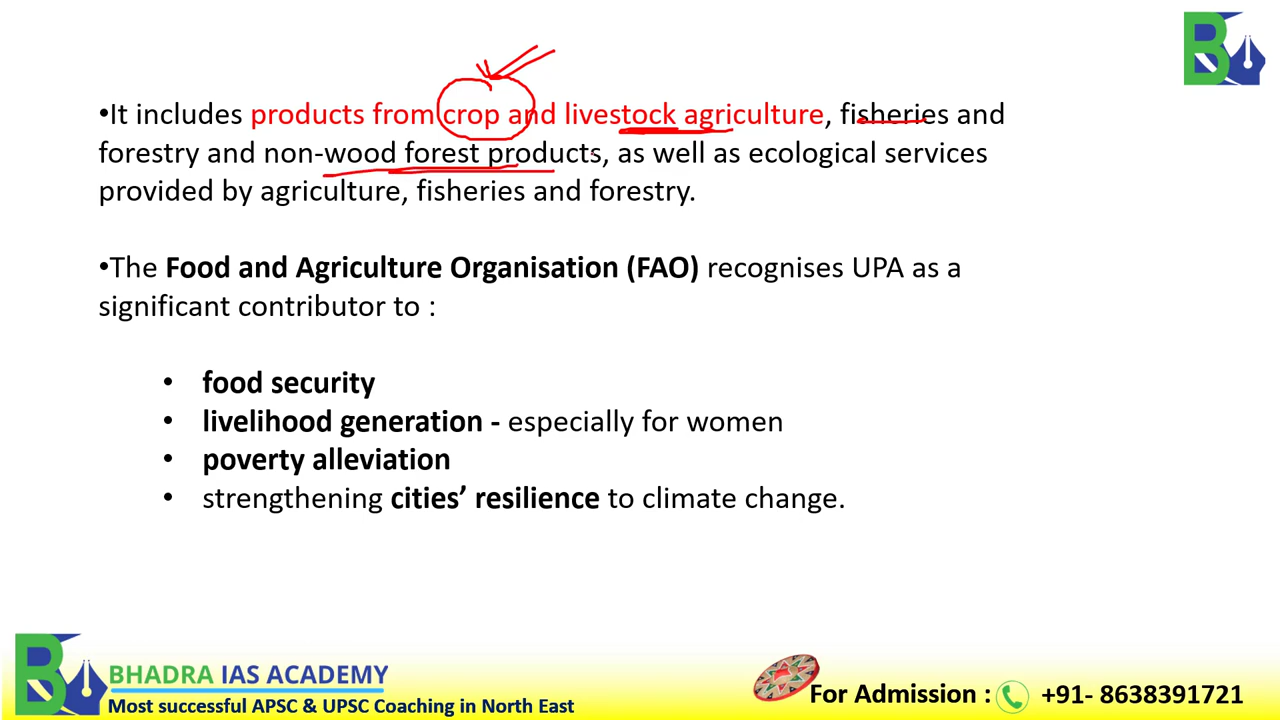 •It includes products from crop and livestock agriculture, fisheries and
forestry and non-wood forest products, as well as ecological services
provided by agriculture, fisheries and forestry.
•The Food and Agriculture Organisation (FAO) recognises UPA as a
significant contributor to :
• food security
• livelihood generation - especially for women
• poverty alleviation
• strengthening cities’ resilience to climate change.
BHADRA IAS ACADEMY
Most successful APSC & UPSC Coaching in North East
For Admission : +91- 8638391721